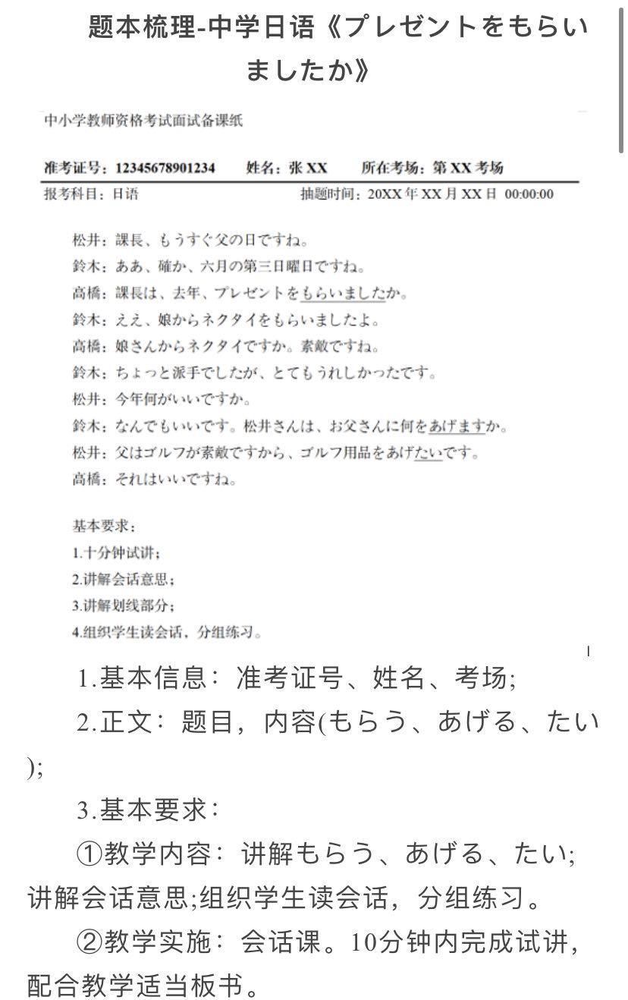 题本梳理-中学日语《プレゼントをもらい
ましたか》
中小学教师资格考试面试备课纸
准考证号：12345678901234 姓名：张 XX 所在考场：第 XX 考场
报考科目：日语 抽题时间：20XX 年 XX 月 XX 日 00:00:00
松井：課長、もうすぐ父の日ですね。
鈴木：ああ、確か、六月の第三日曜日ですね。
高橋：課長は、去年、プレゼントをもらいましたか。
鈴木：ええ、娘からネクタイをもらいましたよ。
高橋：娘さんからネクタイですか。素敵ですね。
鈴木：ちょっと派手でしたが、とてもうれしかったです。
松井：今年何がいいですか。
鈴木：なんでもいいです。松井さんは、お父さんに何をあげますか。
松井：父はゴルフが素敵ですから、ゴルフ用品をあげたいです。
高橋：それはいいですね。
基本要求：
1.十分钟试讲；
2.讲解会话意思；
3.讲解划线部分；
4.组织学生读会话，分组练习。
1.基本信息：准考证号、姓名、考场;
2.正文：题目，内容(もらう、あげる、たい
);
3.基本要求：
①教学内容：讲解もらう、あげる、たい;
讲解会话意思;组织学生读会话，分组练习。
②教学实施：会话课。10分钟内完成试讲，
配合教学适当板书。